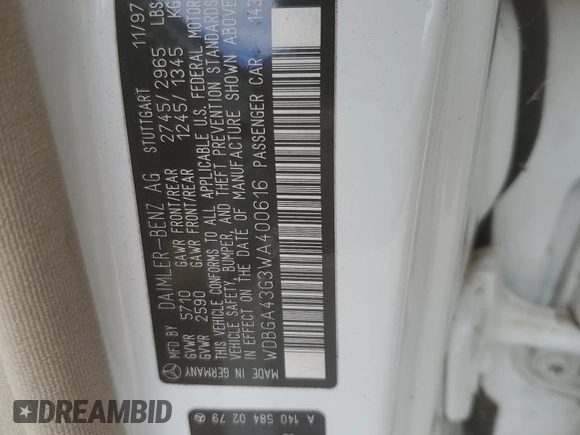 MFD BY DAIMLER-BENZ AG STUTTGART 11/97
GVWR 5710 GAWR FRONT/REAR 2745/2965 LBS
GVWR 2590 GAWR FRONT/REAR 1245/1345 KG
THIS VEHICLE CONFORMS TO ALL APPLICABLE U.S. FEDERAL MOTOR
VEHICLE SAFETY, BUMPER, AND THEFT PREVENTION STANDARDS
IN EFFECT ON THE DATE OF MANUFACTURE SHOWN ABOVE
WDBGA43G3WA400616 PASSENGER CAR 143
MADE IN GERMANY
A 140 584 02 79
DREAMBID